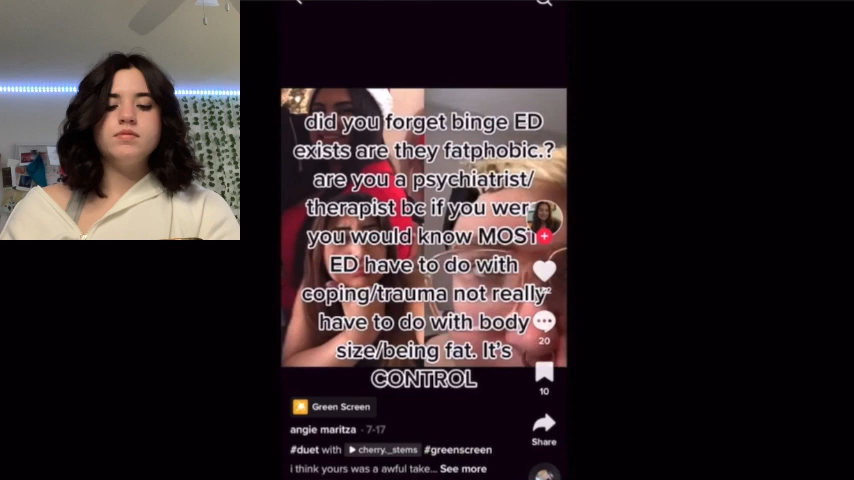 did you forget binge ED
exists are they fatphobic.?
are you a psychiatrist/
therapist bc if you wer
you would know MOST
ED have to do with
coping/trauma not really
have to do with body
size/being fat. It's
CONTROL
20
10
Share
Green Screen
angie maritza · 7-17
#duet with cherry._stems #greenscreen
i think yours was a awful take... See more